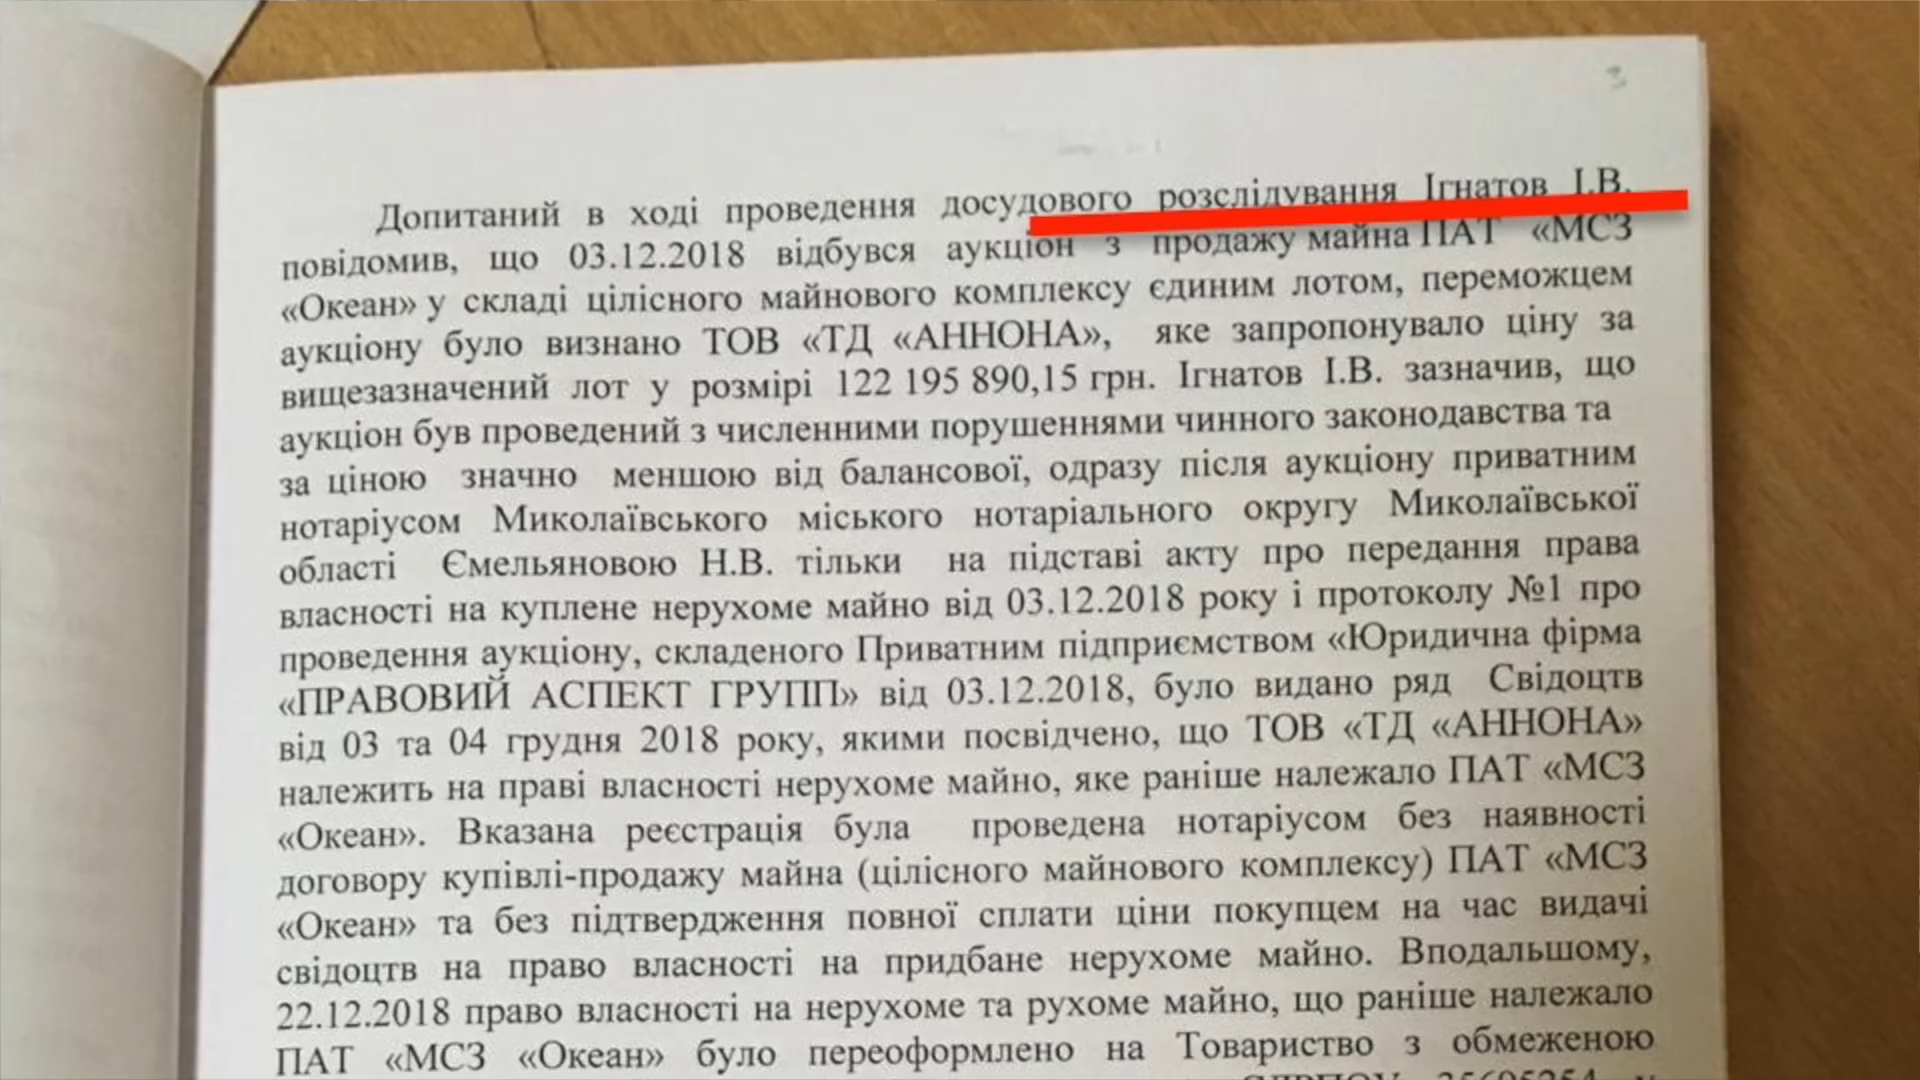 3
Допитаний в ході проведення досудового розслідування Ігнатов І.В.
повідомив, що 03.12.2018 відбувся аукціон з продажу майна ПАТ «МСЗ
«Океан» у складі цілісного майнового комплексу єдиним лотом, переможцем
аукціону було визнано ТОВ «ТД «АННОНА», яке запропонувало ціну за
вищезазначений лот у розмірі 122 195 890,15 грн. Ігнатов І.В. зазначив, що
аукціон був проведений з численними порушеннями чинного законодавства та
за ціною значно меншою від балансової, одразу після аукціону приватним
нотаріусом Миколаївського міського нотаріального округу Миколаївської
області Ємельяновою Н.В. тільки на підставі акту про передання права
власності на куплене нерухоме майно від 03.12.2018 року і протоколу №1 про
проведення аукціону, складеного Приватним підприємством «Юридична фірма
«ПРАВОВИЙ АСПЕКТ ГРУПП» від 03.12.2018, було видано ряд Свідоцтв
від 03 та 04 грудня 2018 року, якими посвідчено, що ТОВ «ТД «АННОНА»
належить на праві власності нерухоме майно, яке раніше належало ПАТ «МСЗ
«Океан». Вказана реєстрація була проведена нотаріусом без наявності
договору купівлі-продажу майна (цілісного майнового комплексу) ПАТ «МСЗ
«Океан» та без підтвердження повної сплати ціни покупцем на час видачі
свідоцтв на право власності на придбане нерухоме майно. Вподальшому,
22.12.2018 право власності на нерухоме та рухоме майно, що раніше належало
ПАТ «МСЗ «Океан» було переоформлено на Товариство з обмеженою